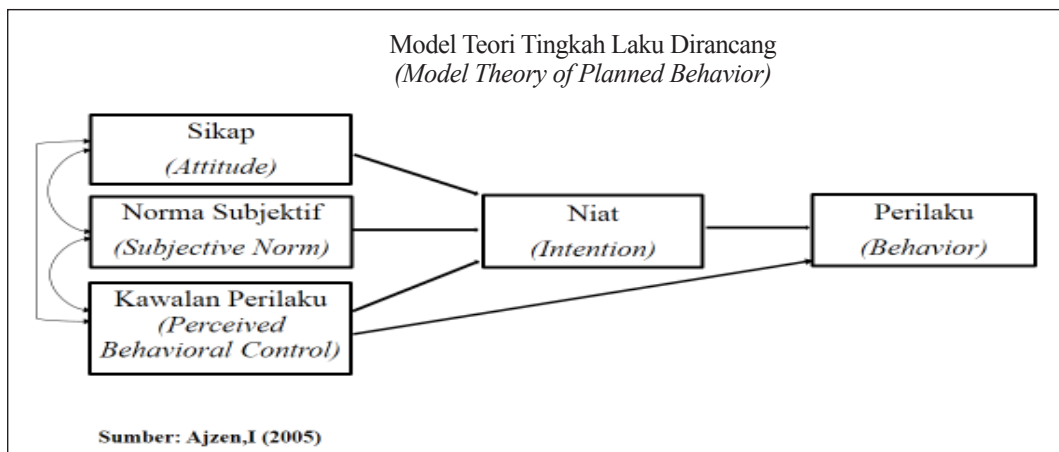 Model Teori Tingkah Laku Dirancang
(Model Theory of Planned Behavior)
Sikap
(Attitude)
Norma Subjektif
(Subjective Norm)
Kawalan Perilaku
(Perceived
Behavioral Control)
Niat
(Intention)
Perilaku
(Behavior)
Sumber: Ajzen,I (2005)